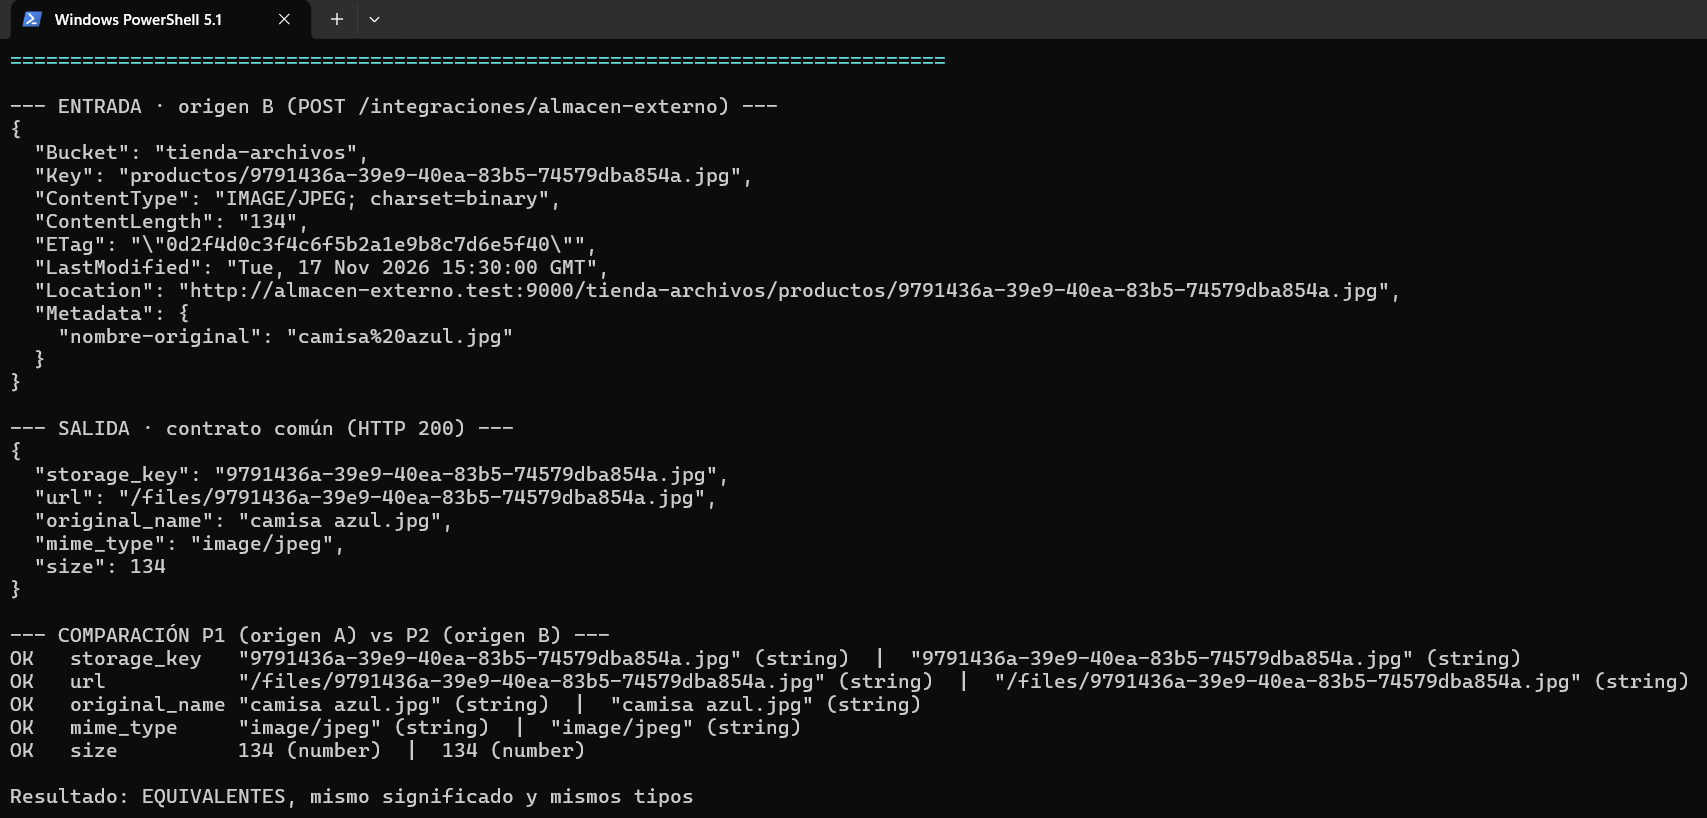 Windows PowerShell 5.1
==============================================================================
--- ENTRADA · origen B (POST /integraciones/almacen-externo) ---
{
  "Bucket": "tienda-archivos",
  "Key": "productos/9791436a-39e9-40ea-83b5-74579dba854a.jpg",
  "ContentType": "IMAGE/JPEG; charset=binary",
  "ContentLength": "134",
  "ETag": "\"0d2f4d0c3f4c6f5b2a1e9b8c7d6e5f40\"",
  "LastModified": "Tue, 17 Nov 2026 15:30:00 GMT",
  "Location": "http://almacen-externo.test:9000/tienda-archivos/productos/9791436a-39e9-40ea-83b5-74579dba854a.jpg",
  "Metadata": {
    "nombre-original": "camisa%20azul.jpg"
  }
}
--- SALIDA · contrato común (HTTP 200) ---
{
  "storage_key": "9791436a-39e9-40ea-83b5-74579dba854a.jpg",
  "url": "/files/9791436a-39e9-40ea-83b5-74579dba854a.jpg",
  "original_name": "camisa azul.jpg",
  "mime_type": "image/jpeg",
  "size": 134
}
--- COMPARACIÓN P1 (origen A) vs P2 (origen B) ---
OK   storage_key   "9791436a-39e9-40ea-83b5-74579dba854a.jpg" (string)  |  "9791436a-39e9-40ea-83b5-74579dba854a.jpg" (string)
OK   url           "/files/9791436a-39e9-40ea-83b5-74579dba854a.jpg" (string)  |  "/files/9791436a-39e9-40ea-83b5-74579dba854a.jpg" (string)
OK   original_name "camisa azul.jpg" (string)  |  "camisa azul.jpg" (string)
OK   mime_type     "image/jpeg" (string)  |  "image/jpeg" (string)
OK   size          134 (number)  |  134 (number)
Resultado: EQUIVALENTES, mismo significado y mismos tipos